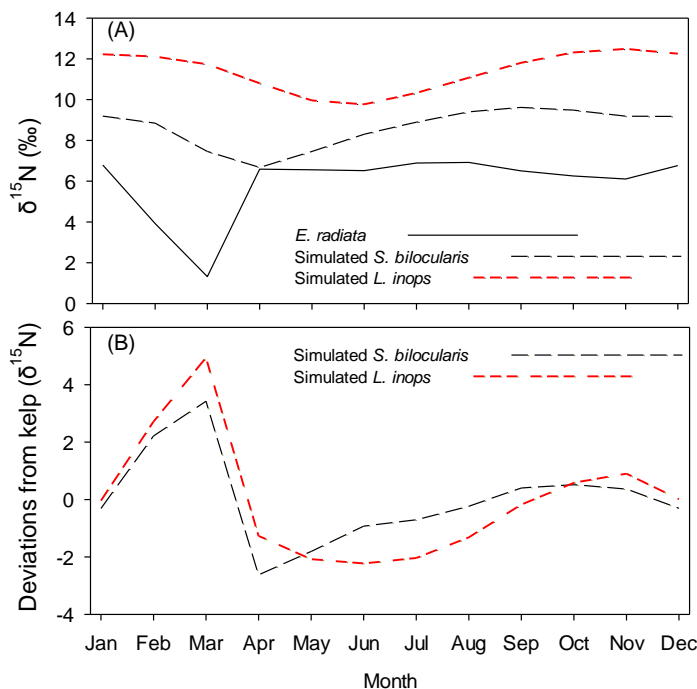 (A)
14
12
10
8
6
4
2
0
δ¹⁵N (‰)
E. radiata
Simulated S. bilocularis
Simulated L. inops
(B)
6
4
2
0
-2
-4
Deviations from kelp (δ¹⁵N)
Simulated S. bilocularis
Simulated L. inops
Jan Feb Mar Apr May Jun Jul Aug Sep Oct Nov Dec
Month